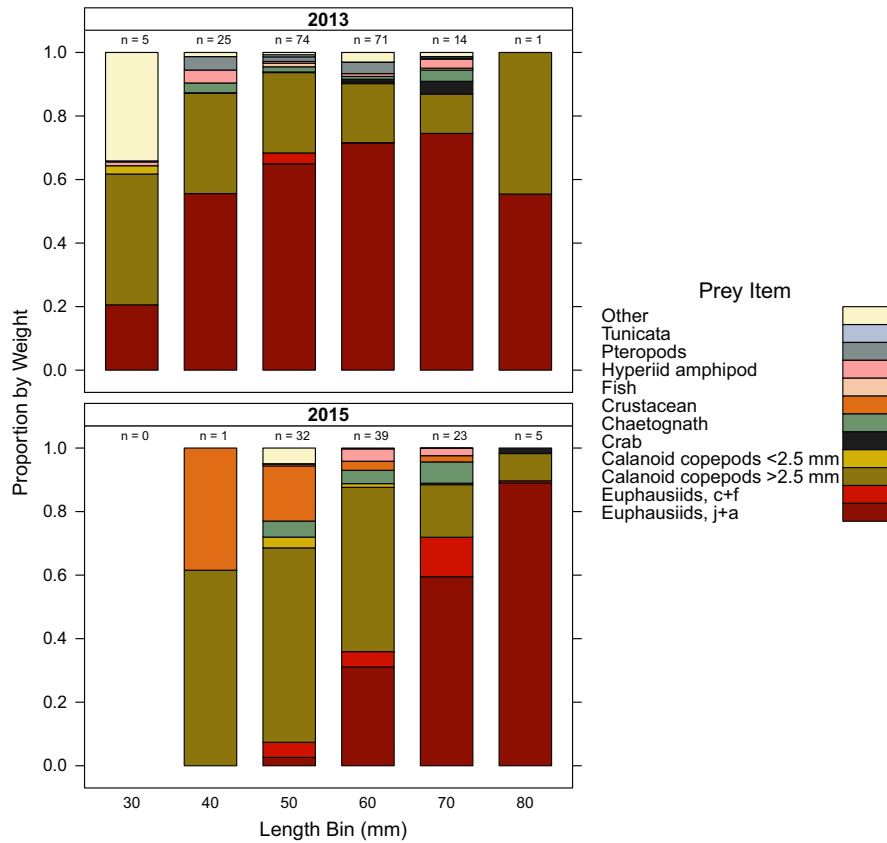 2013
n = 5 n = 25 n = 74 n = 71 n = 14 n = 1
1.0
0.8
0.6
0.4
0.2
0.0
2015
n = 0 n = 1 n = 32 n = 39 n = 23 n = 5
1.0
0.8
0.6
0.4
0.2
0.0
30 40 50 60 70 80
Length Bin (mm)
Proportion by Weight
Prey Item
Other
Tunicata
Pteropods
Hyperiid amphipod
Fish
Crustacean
Chaetognath
Crab
Calanoid copepods <2.5 mm
Calanoid copepods >2.5 mm
Euphausiids, c+f
Euphausiids, j+a